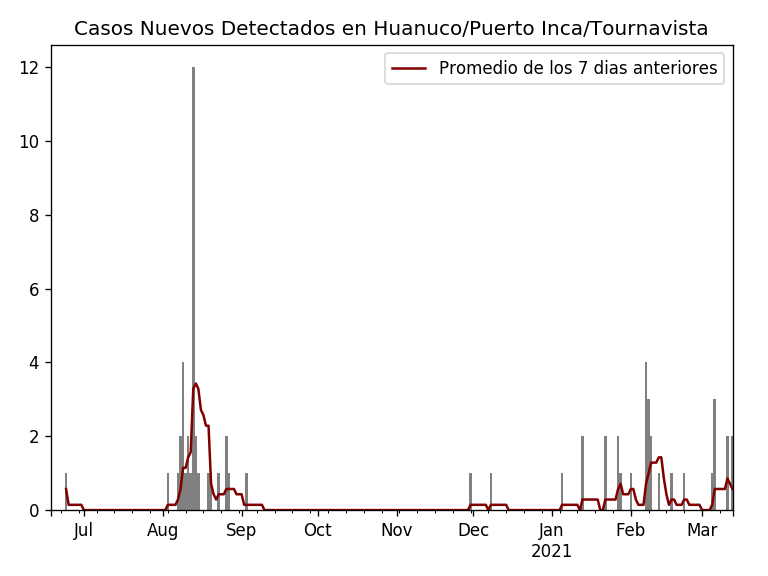 Casos Nuevos Detectados en Huanuco/Puerto Inca/Tournavista
Promedio de los 7 dias anteriores
12
10
8
6
4
2
0
Jul Aug Sep Oct Nov Dec Jan Feb Mar
2021